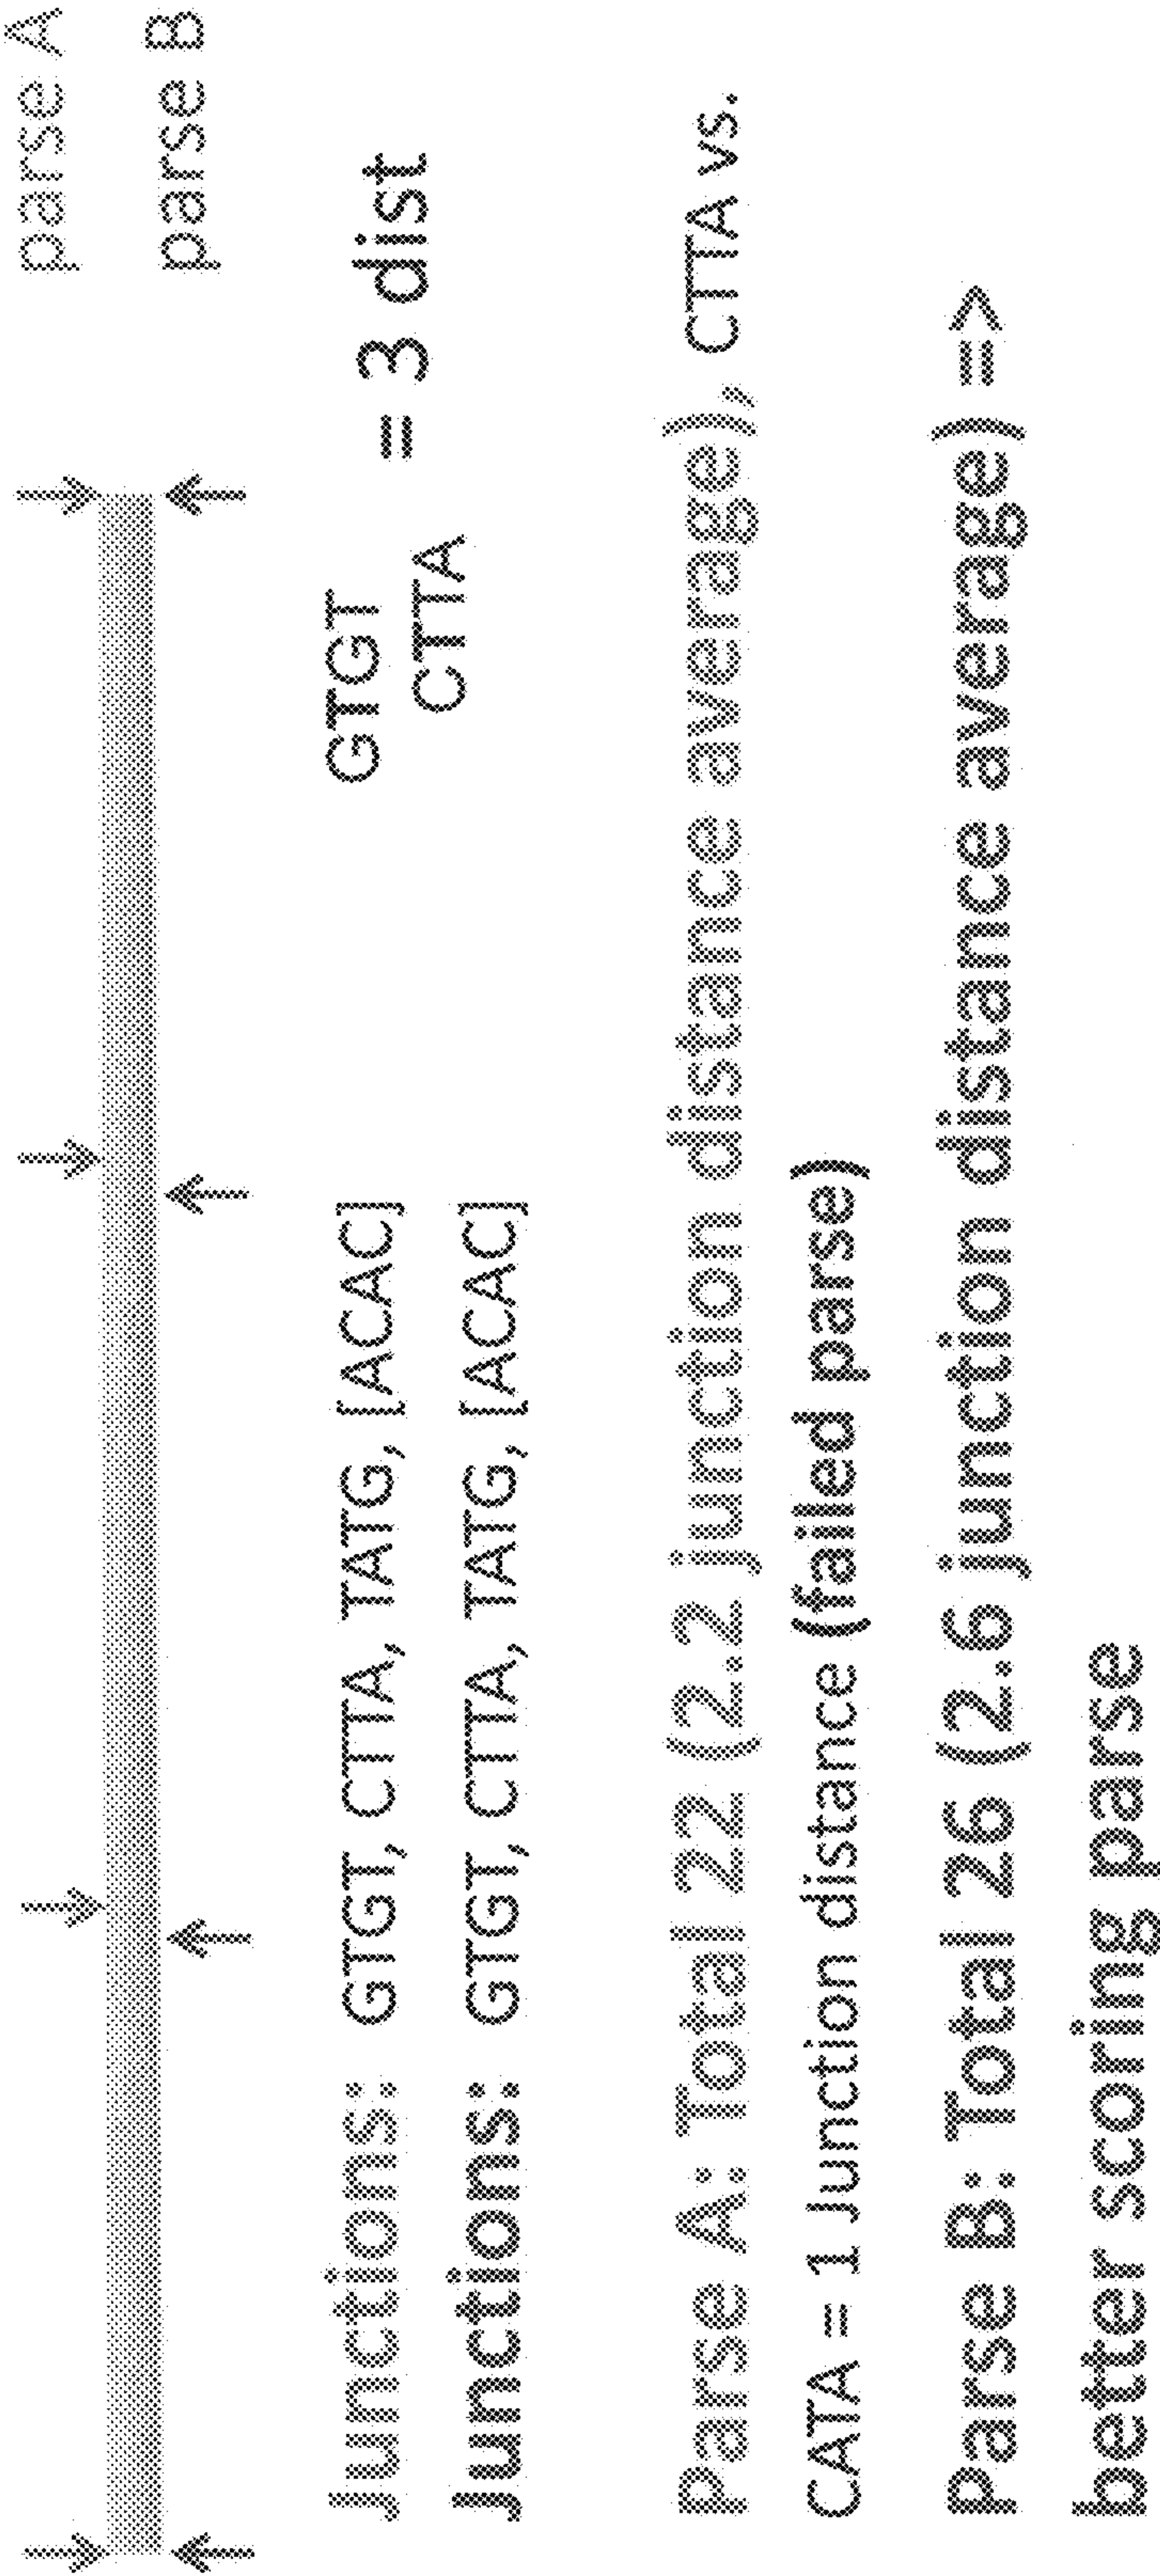 parse A
parse B
Junctions: GTGT, CTTA, TATG, [ACAC]
Junctions: GTGT, CTTA, TATG, [ACAC]
GTGT
CTTA
= 3 dist
Parse A: Total 22 (2.2 junction distance average), CTTA vs.
CATA = 1 Junction distance (failed parse)
Parse B: Total 26 (2.6 junction distance average) =>
better scoring parse